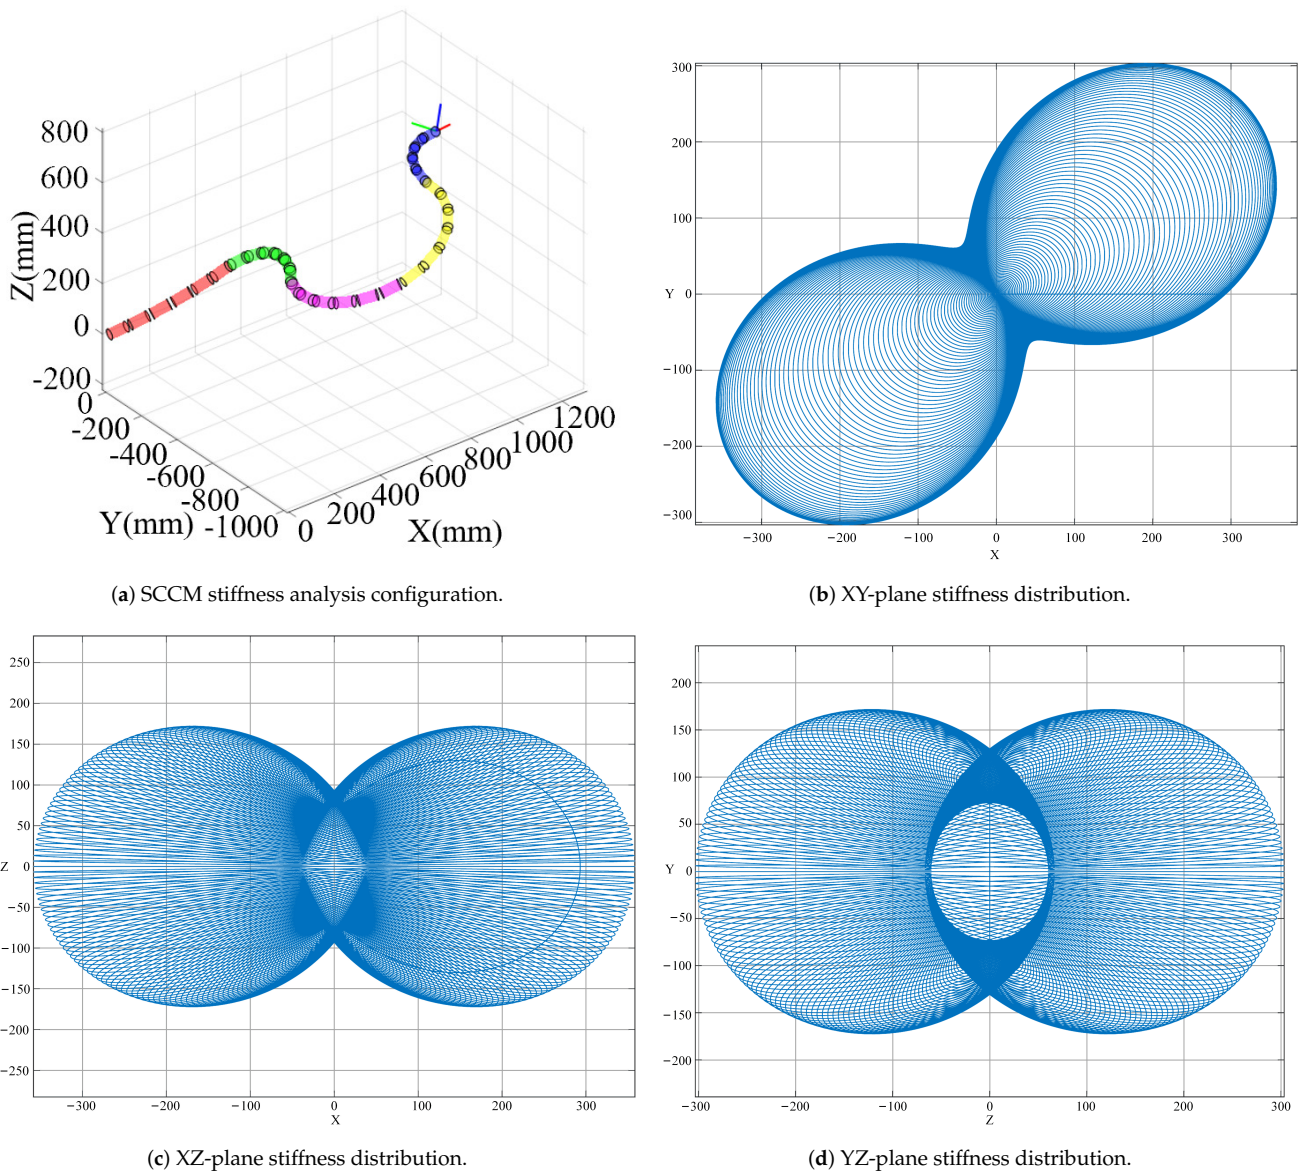 800
600
400
200
0
-200
Z(mm)
0
-200
-400
-600
-800
-1000
Y(mm)
0
200
400
600
800
1000
1200
X(mm)
(a) SCCM stiffness analysis configuration.
300
200
100
Y 0
−100
−200
−300
−300 −200 −100 0 100 200 300
X
(b) XY-plane stiffness distribution.
250
200
150
100
50
Z 0
−50
−100
−150
−200
−250
−300 −200 −100 0 100 200 300
X
(c) XZ-plane stiffness distribution.
200
150
100
50
Y 0
−50
−100
−150
−200
−300 −200 −100 0 100 200 300
Z
(d) YZ-plane stiffness distribution.